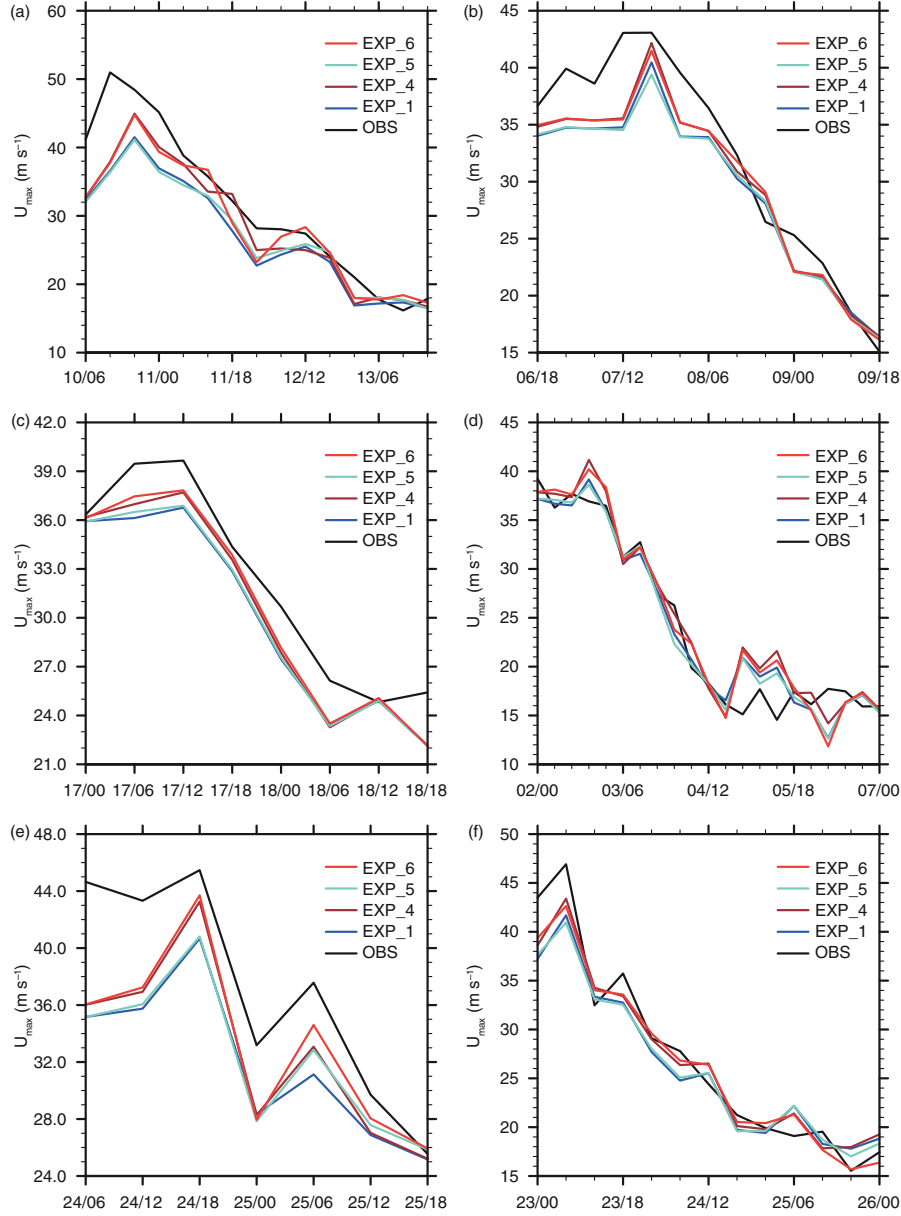 (a)
60
50
40
30
20
10
U_max (m s⁻¹)
EXP_6
EXP_5
EXP_4
EXP_1
OBS
10/06 11/00 11/18 12/12 13/06
(b)
45
40
35
30
25
20
15
U_max (m s⁻¹)
EXP_6
EXP_5
EXP_4
EXP_1
OBS
06/18 07/12 08/06 09/00 09/18
(c)
42.0
39.0
36.0
33.0
30.0
27.0
24.0
21.0
U_max (m s⁻¹)
EXP_6
EXP_5
EXP_4
EXP_1
OBS
17/00 17/06 17/12 17/18 18/00 18/06 18/12 18/18
(d)
45
40
35
30
25
20
15
10
U_max (m s⁻¹)
EXP_6
EXP_5
EXP_4
EXP_1
OBS
02/00 03/06 04/12 05/18 07/00
(e)
48.0
44.0
40.0
36.0
32.0
28.0
24.0
U_max (m s⁻¹)
EXP_6
EXP_5
EXP_4
EXP_1
OBS
24/06 24/12 24/18 25/00 25/06 25/12 25/18
(f)
50
45
40
35
30
25
20
15
U_max (m s⁻¹)
EXP_6
EXP_5
EXP_4
EXP_1
OBS
23/00 23/18 24/12 25/06 26/00